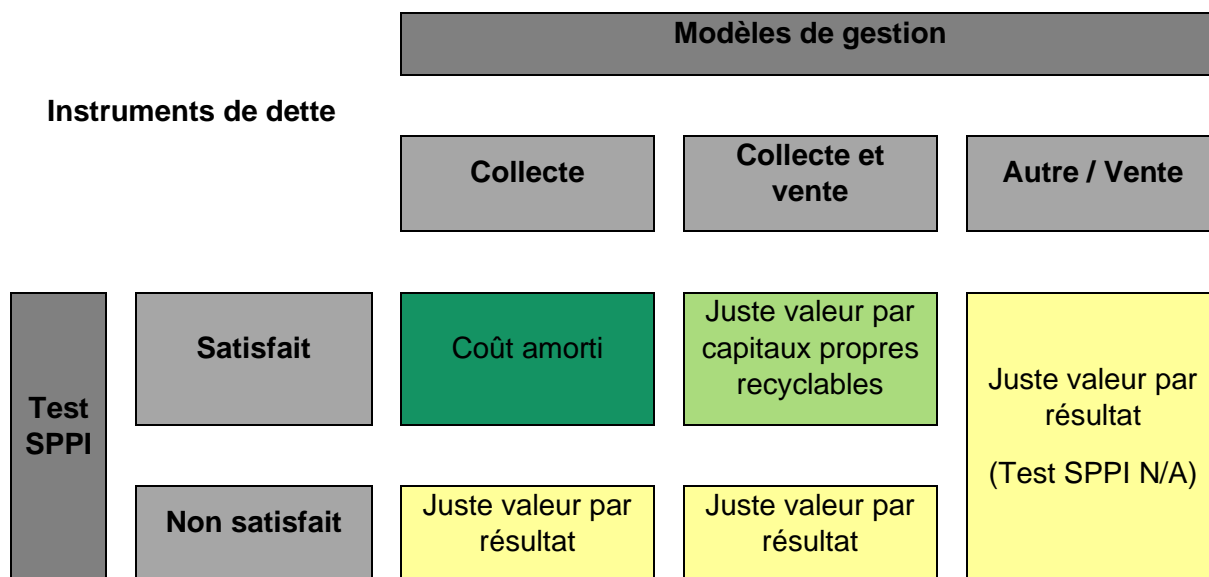 Modèles de gestion
Instruments de dette
Collecte
Collecte et
vente
Autre / Vente
Test
SPPI
Satisfait
Coût amorti
Juste valeur par
capitaux propres
recyclables
Juste valeur par
résultat
(Test SPPI N/A)
Non satisfait
Juste valeur par
résultat
Juste valeur par
résultat